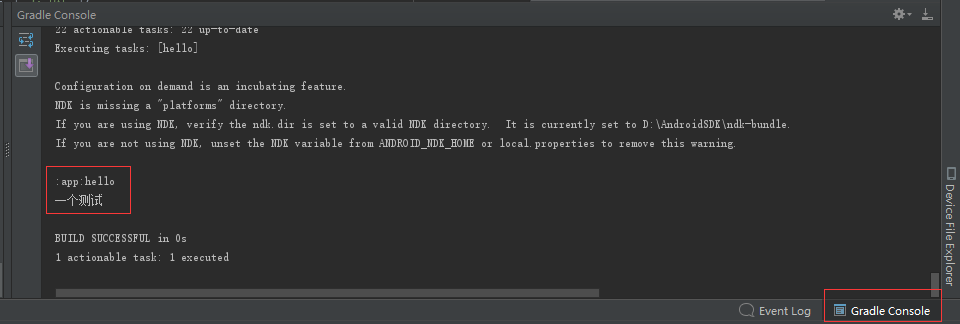 Gradle Console
22 actionable tasks: 22 up-to-date
Executing tasks: [hello]
Configuration on demand is an incubating feature.
NDK is missing a "platforms" directory.
If you are using NDK, verify the ndk.dir is set to a valid NDK directory.  It is currently set to D:\AndroidSDK\ndk-bundle.
If you are not using NDK, unset the NDK variable from ANDROID_NDK_HOME or local.properties to remove this warning.
:app:hello
一个测试
BUILD SUCCESSFUL in 0s
1 actionable task: 1 executed
Device File Explorer
Event Log
Gradle Console